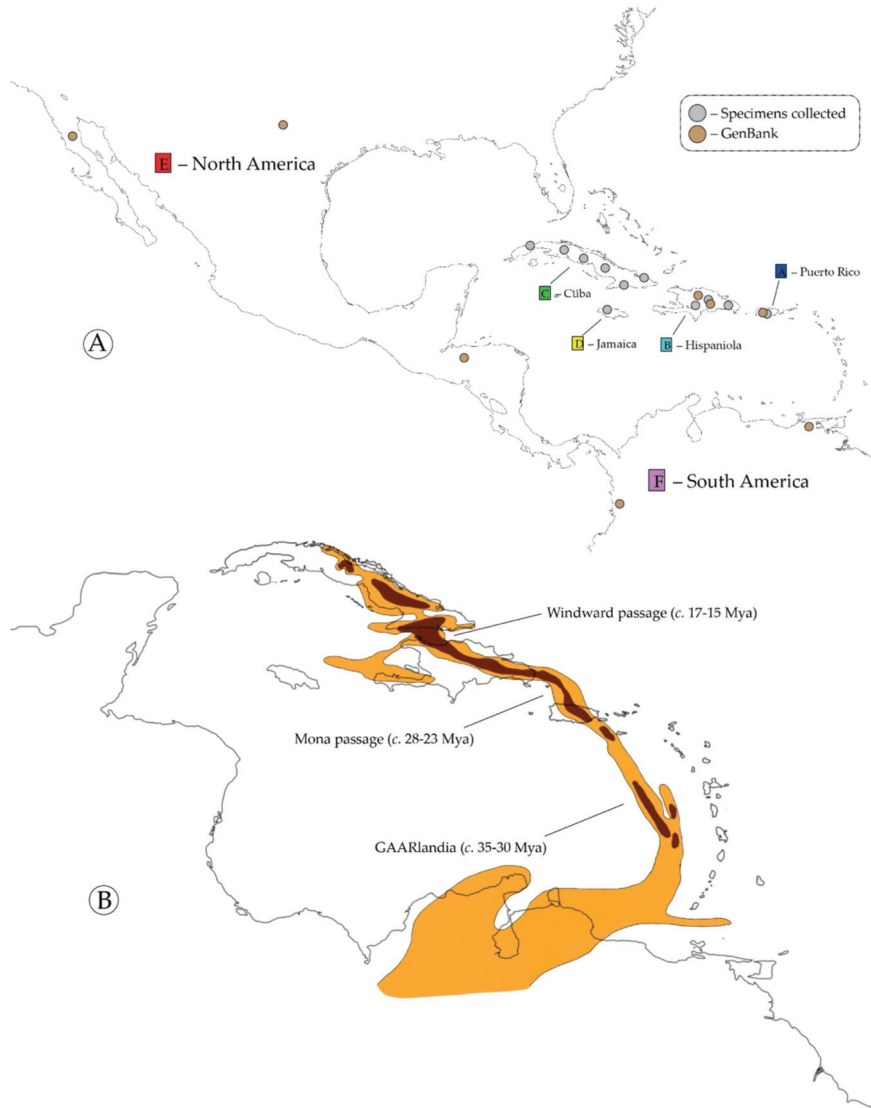 – Specimens collected
– GenBank
E – North America
A – Puerto Rico
C – Cuba
D – Jamaica
B – Hispaniola
A
F – South America
Windward passage (c. 17-15 Mya)
Mona passage (c. 28-23 Mya)
GAARlandia (c. 35-30 Mya)
B